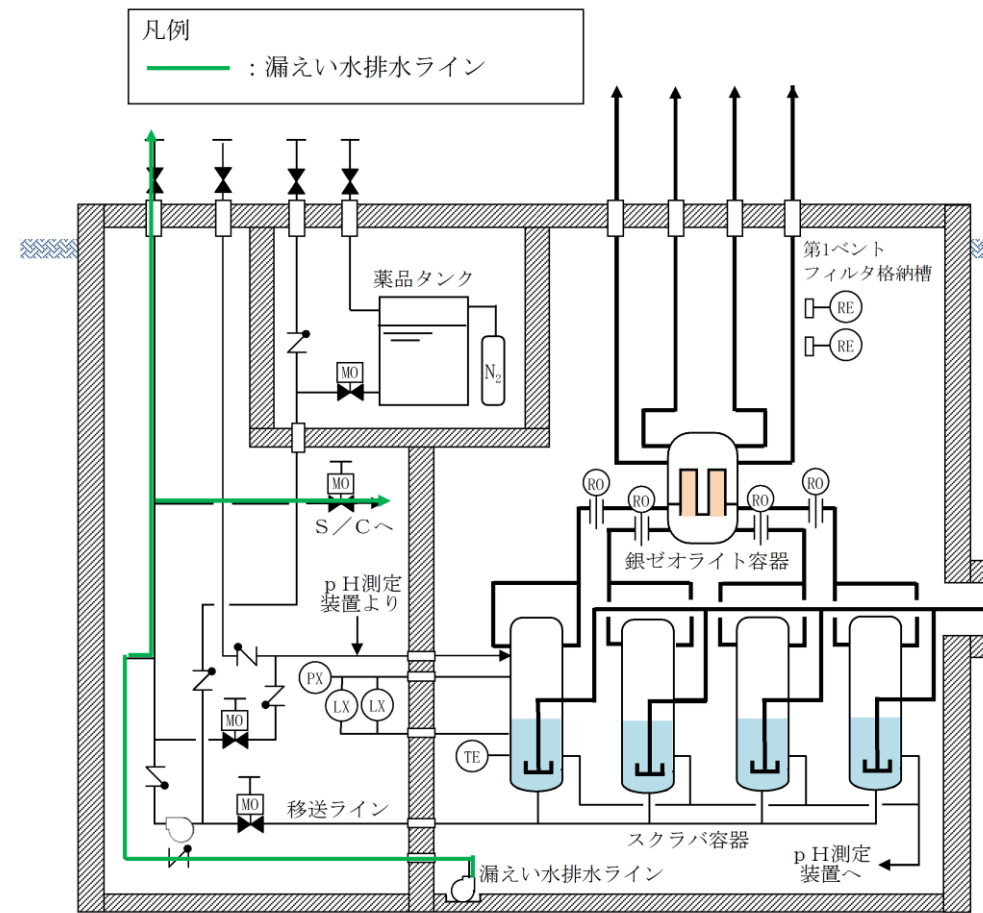 凡例
：漏えい水排水ライン
第1ベント
フィルタ格納槽
RE
RE
薬品タンク
N₂
MO
MO
S／Cへ
RO
RO
RO
RO
銀ゼオライト容器
ｐＨ測定
装置より
PX
LX
LX
MO
TE
MO
移送ライン
スクラバ容器
ｐＨ測定
装置へ
漏えい水排水ライン